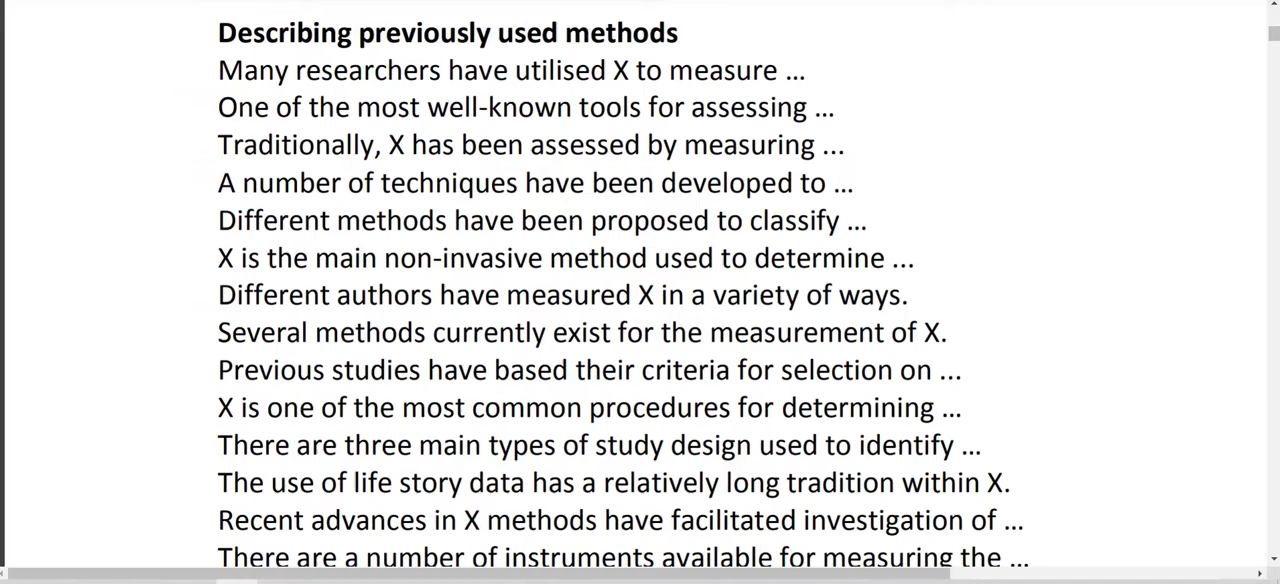 Describing previously used methods
Many researchers have utilised X to measure …
One of the most well-known tools for assessing …
Traditionally, X has been assessed by measuring …
A number of techniques have been developed to …
Different methods have been proposed to classify …
X is the main non-invasive method used to determine …
Different authors have measured X in a variety of ways.
Several methods currently exist for the measurement of X.
Previous studies have based their criteria for selection on …
X is one of the most common procedures for determining …
There are three main types of study design used to identify …
The use of life story data has a relatively long tradition within X.
Recent advances in X methods have facilitated investigation of …
There are a number of instruments available for measuring the …